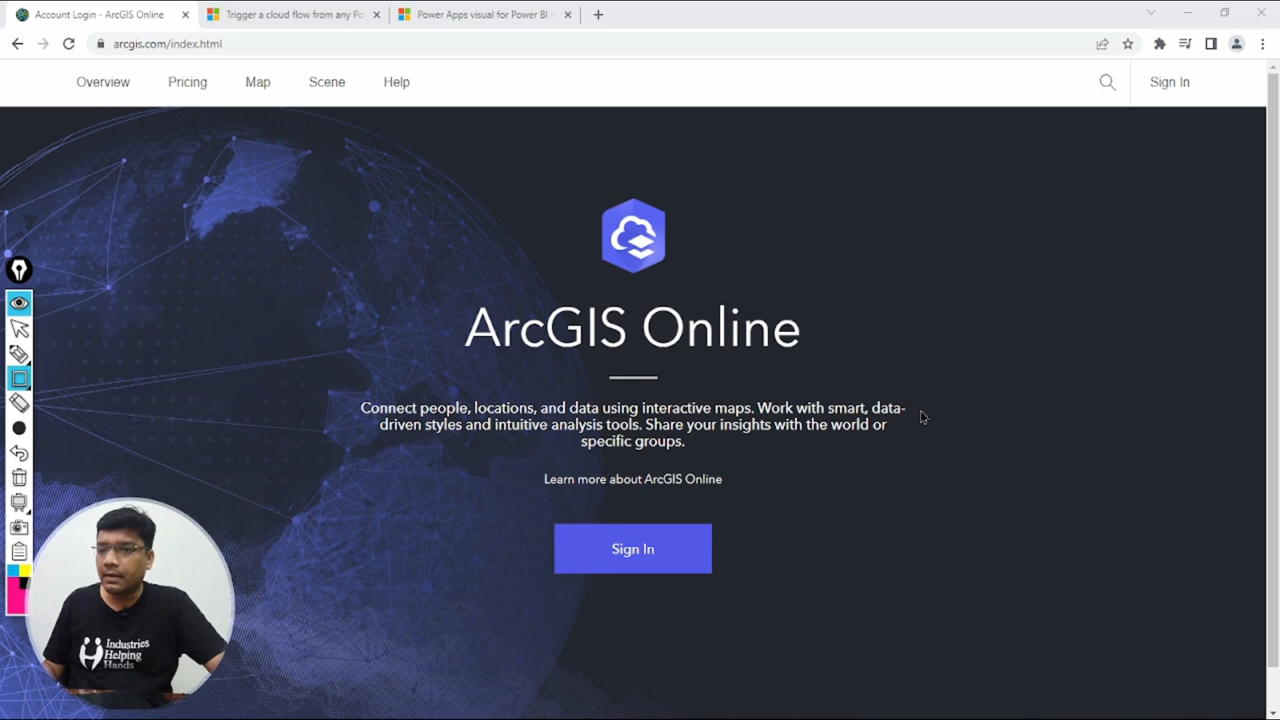 Account Login - ArcGIS Online
Trigger a cloud flow from any Po
Power Apps visual for Power BI -
arcgis.com/index.html
Overview Pricing Map Scene Help Sign In
ArcGIS Online
Connect people, locations, and data using interactive maps. Work with smart, data-
driven styles and intuitive analysis tools. Share your insights with the world or
specific groups.
Learn more about ArcGIS Online
Sign In
Industries
Helping
Hands